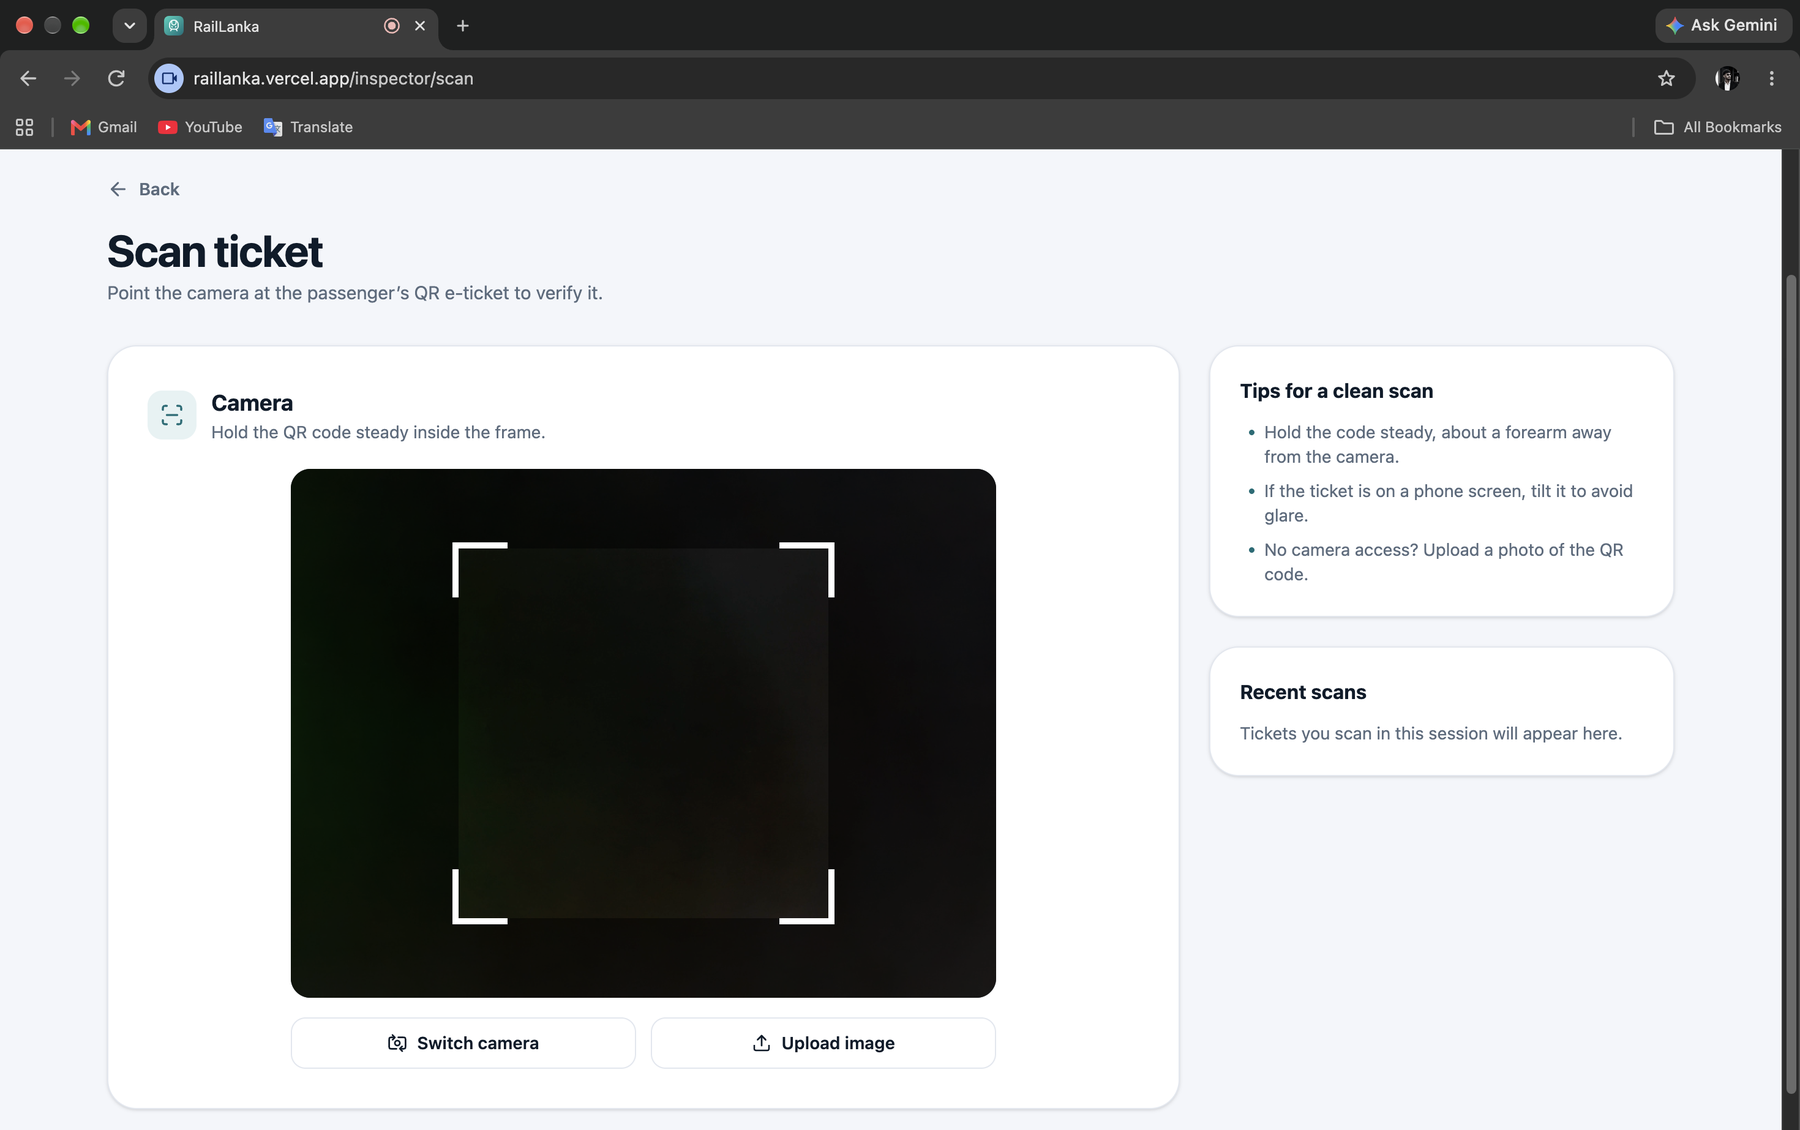 RailLanka
Ask Gemini
raillanka.vercel.app/inspector/scan
Gmail
YouTube
Translate
All Bookmarks
Back
Scan ticket
Point the camera at the passenger’s QR e-ticket to verify it.
Camera
Hold the QR code steady inside the frame.
Switch camera
Upload image
Tips for a clean scan
• Hold the code steady, about a forearm away
from the camera.
• If the ticket is on a phone screen, tilt it to avoid
glare.
• No camera access? Upload a photo of the QR
code.
Recent scans
Tickets you scan in this session will appear here.